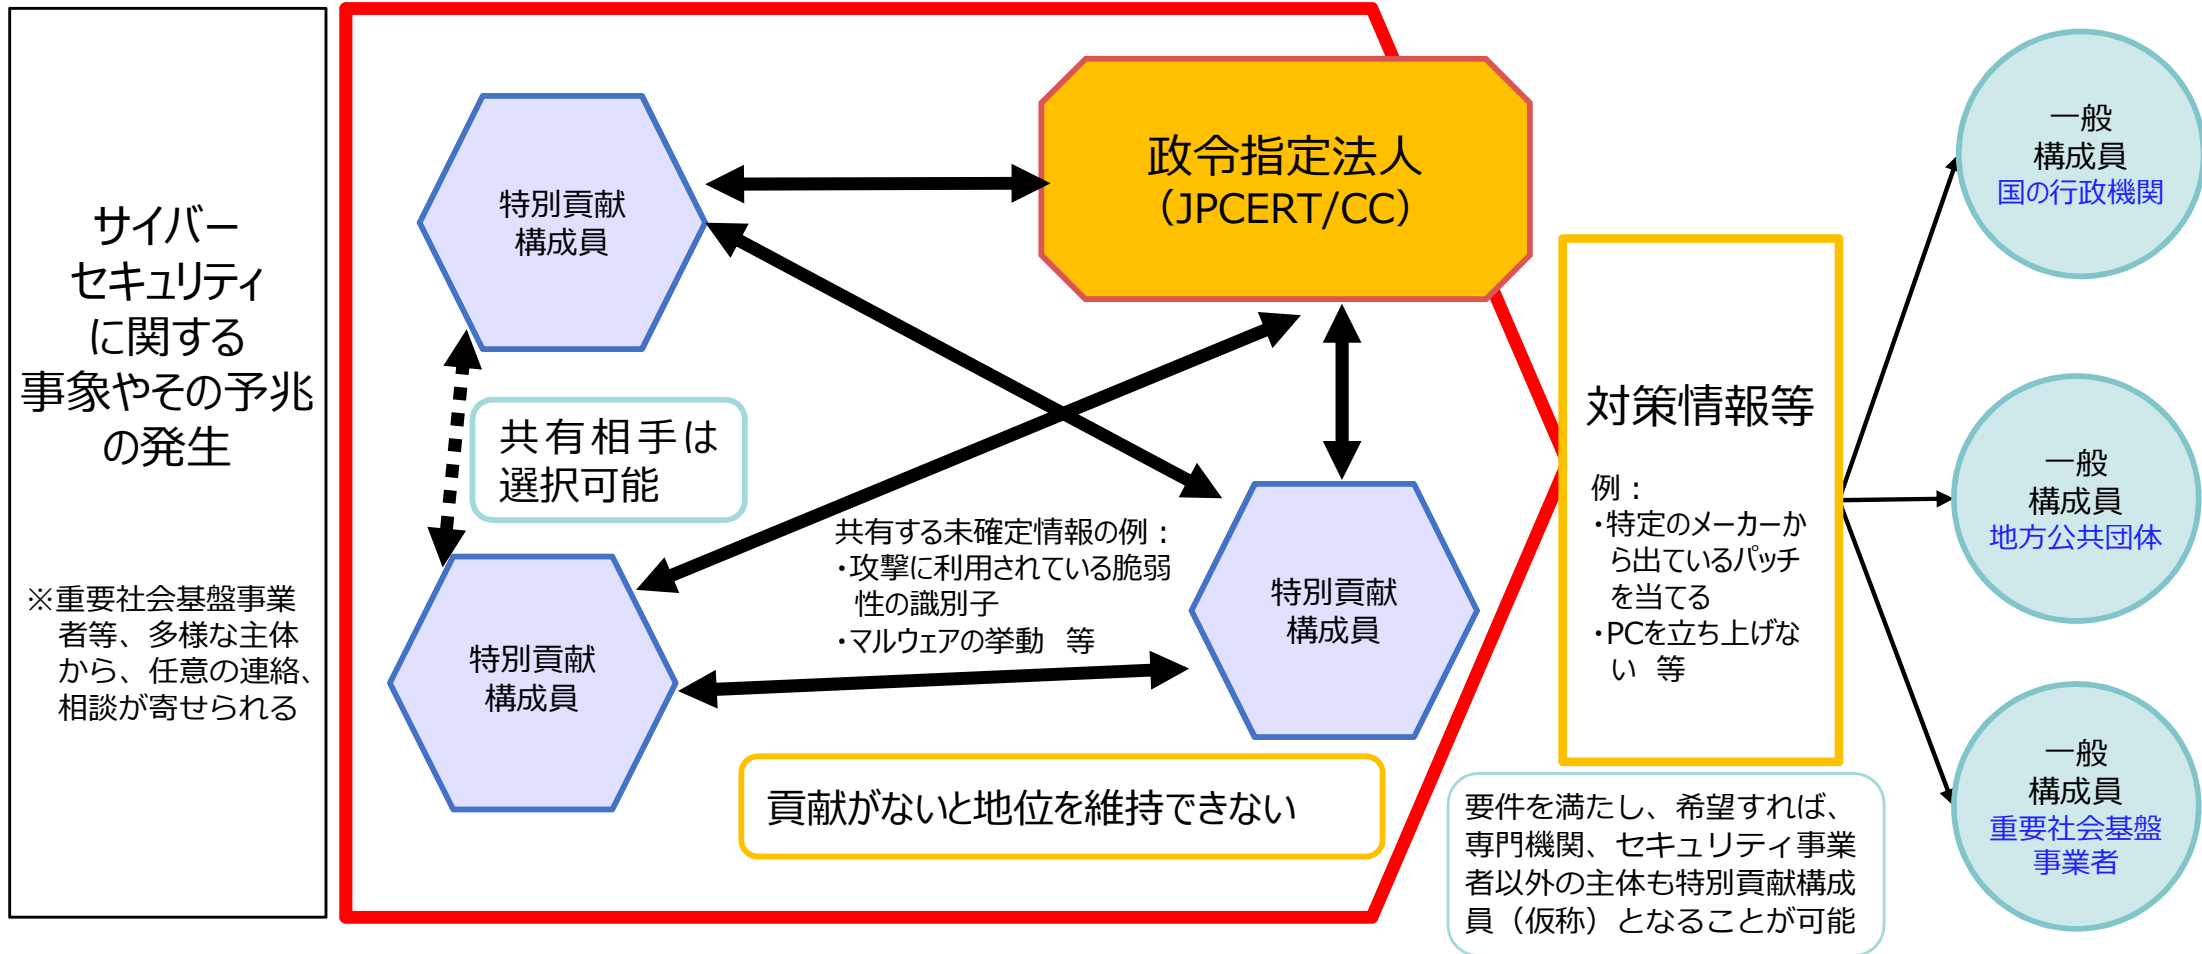 サイバー
セキュリティ
に関する
事象やその予兆
の発生
※重要社会基盤事業
者等、多様な主体
から、任意の連絡、
相談が寄せられる
特別貢献
構成員
政令指定法人
（JPCERT/CC）
共有相手は
選択可能
共有する未確定情報の例：
・攻撃に利用されている脆弱
性の識別子
・マルウェアの挙動　等
特別貢献
構成員
特別貢献
構成員
貢献がないと地位を維持できない
対策情報等
例：
・特定のメーカーか
ら出ているパッチ
を当てる
・PCを立ち上げな
い　等
要件を満たし、希望すれば、
専門機関、セキュリティ事業
者以外の主体も特別貢献構成
員（仮称）となることが可能
一般
構成員
国の行政機関
一般
構成員
地方公共団体
一般
構成員
重要社会基盤
事業者